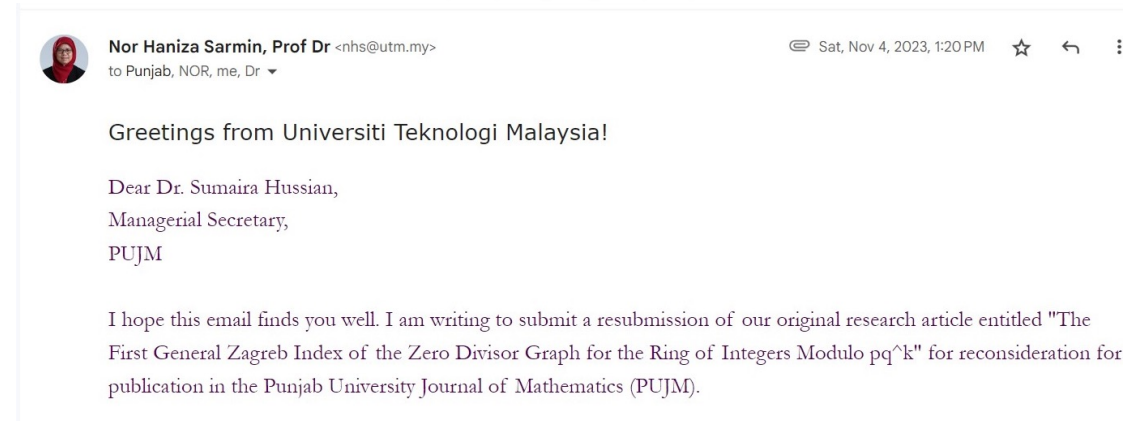 Nor Haniza Sarmin, Prof Dr <nhs@utm.my>
Sat, Nov 4, 2023, 1:20 PM
to Punjab, NOR, me, Dr
Greetings from Universiti Teknologi Malaysia!
Dear Dr. Sumaira Hussian,
Managerial Secretary,
PUJM
I hope this email finds you well. I am writing to submit a resubmission of our original research article entitled "The
First General Zagreb Index of the Zero Divisor Graph for the Ring of Integers Modulo pq^k" for reconsideration for
publication in the Punjab University Journal of Mathematics (PUJM).